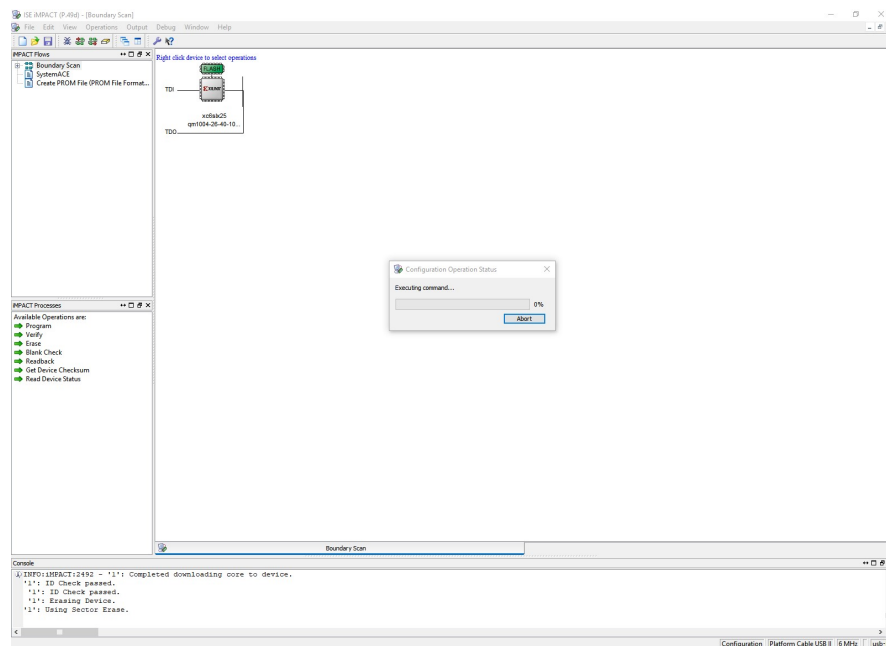 ISE iMPACT (P.49d) - [Boundary Scan]
File Edit View Operations Output Debug Window Help
iMPACT Flows
Boundary Scan
SystemACE
Create PROM File (PROM File Format...
Right click device to select operations
FLASH
TDI
XILINX
xc6slx25
qm1004-26-40-10...
TDO
Configuration Operation Status
Executing command...
0%
Abort
iMPACT Processes
Available Operations are:
Program
Verify
Erase
Blank Check
Readback
Get Device Checksum
Read Device Status
Boundary Scan
Console
INFO:iMPACT:2492 - '1': Completed downloading core to device.
'1': ID Check passed.
'1': ID Check passed.
'1': Erasing Device.
'1': Using Sector Erase.
Configuration Platform Cable USB II 6 MHz usb-